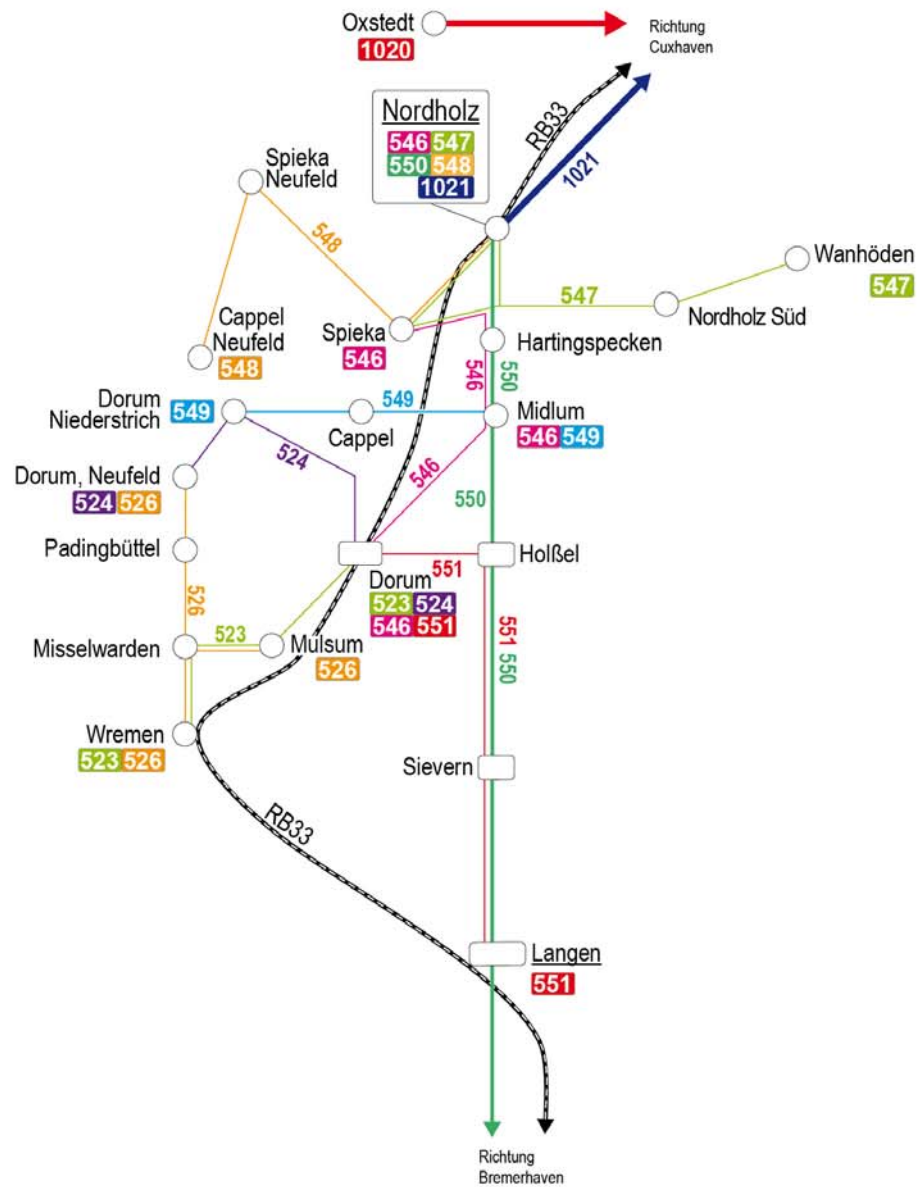 Oxstedt
1020
Richtung
Cuxhaven
Nordholz
546 547
550 548
1021
RB33
1021
Spieka
Neufeld
548
Wanhöden
547
547
Nordholz Süd
Cappel
Neufeld
548
Spieka
546
Hartingspecken
546
550
Dorum
Niederstrich
549
549
Cappel
Midlum
546 549
524
546
550
Dorum, Neufeld
524 526
Padingbüttel
551
Holßel
Dorum
523 524
546 551
526
523
Misselwarden
Mulsum
526
551
550
Wremen
523 526
Sievern
RB33
Langen
551
Richtung
Bremerhaven